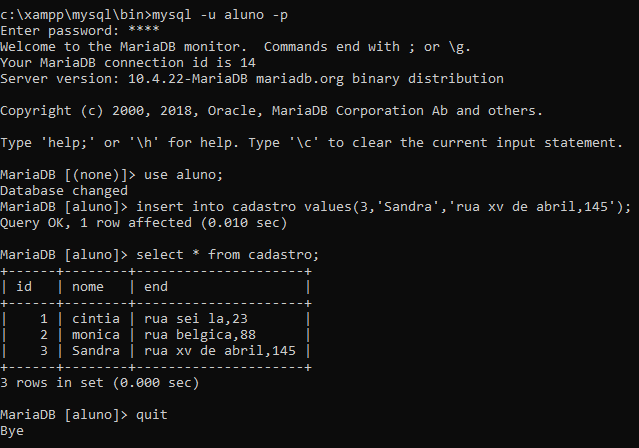 c:\xampp\mysql\bin>mysql -u aluno -p
Enter password: ****
Welcome to the MariaDB monitor.  Commands end with ; or \g.
Your MariaDB connection id is 14
Server version: 10.4.22-MariaDB mariadb.org binary distribution

Copyright (c) 2000, 2018, Oracle, MariaDB Corporation Ab and others.

Type 'help;' or '\h' for help. Type '\c' to clear the current input statement.

MariaDB [(none)]> use aluno;
Database changed
MariaDB [aluno]> insert into cadastro values(3,'Sandra','rua xv de abril,145');
Query OK, 1 row affected (0.010 sec)

MariaDB [aluno]> select * from cadastro;
+------+--------+---------------------+
| id   | nome   | end                 |
+------+--------+---------------------+
|    1 | cintia | rua sei la,23       |
|    2 | monica | rua belgica,88      |
|    3 | Sandra | rua xv de abril,145 |
+------+--------+---------------------+
3 rows in set (0.000 sec)

MariaDB [aluno]> quit
Bye